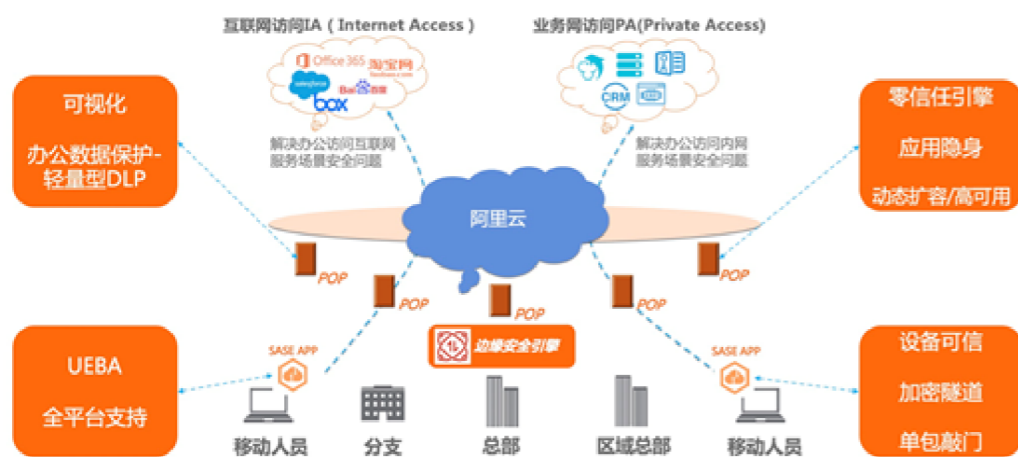 互联网访问IA（Internet Access）
业务网访问PA(Private Access)
Office 365 淘宝网
salesforce
Bai百度
box
CRM
解决办公访问互联网
服务场景安全问题
解决办公访问内网
服务场景安全问题
可视化
办公数据保护-
轻量型DLP
零信任引擎
应用隐身
动态扩容/高可用
阿里云
POP
POP
POP
POP
POP
边缘安全引擎
UEBA
全平台支持
SASE APP
SASE APP
设备可信
加密隧道
单包敲门
移动人员
分支
总部
区域总部
移动人员